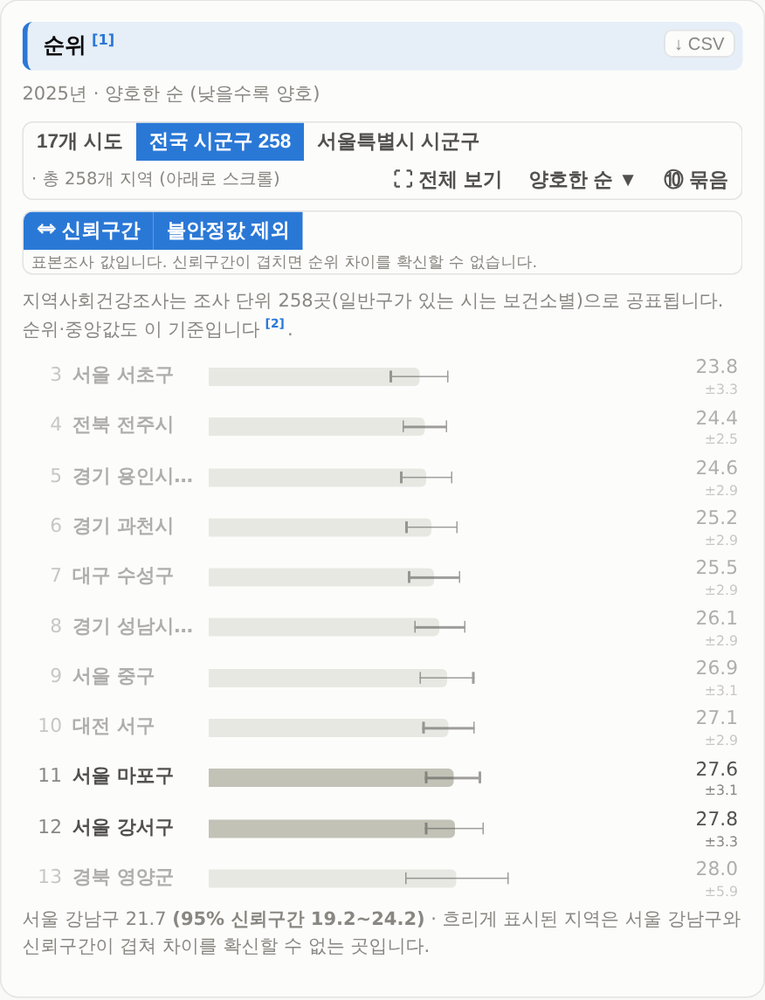 순위 [1]
↓ CSV
2025년 · 양호한 순 (낮을수록 양호)
17개 시도 전국 시군구 258 서울특별시 시군구
· 총 258개 지역 (아래로 스크롤) ⛶ 전체 보기 양호한 순 ▼ ⑩ 묶음
⇔ 신뢰구간 불안정값 제외
표본조사 값입니다. 신뢰구간이 겹치면 순위 차이를 확신할 수 없습니다.
지역사회건강조사는 조사 단위 258곳(일반구가 있는 시는 보건소별)으로 공표됩니다.
순위·중앙값도 이 기준입니다 [2] .
3 서울 서초구 23.8
±3.3
4 전북 전주시 24.4
±2.5
5 경기 용인시… 24.6
±2.9
6 경기 과천시 25.2
±2.9
7 대구 수성구 25.5
±2.9
8 경기 성남시… 26.1
±2.9
9 서울 중구 26.9
±3.1
10 대전 서구 27.1
±2.9
11 서울 마포구 27.6
±3.1
12 서울 강서구 27.8
±3.3
13 경북 영양군 28.0
±5.9
서울 강남구 21.7 (95% 신뢰구간 19.2~24.2) · 흐리게 표시된 지역은 서울 강남구와
신뢰구간이 겹쳐 차이를 확신할 수 없는 곳입니다.